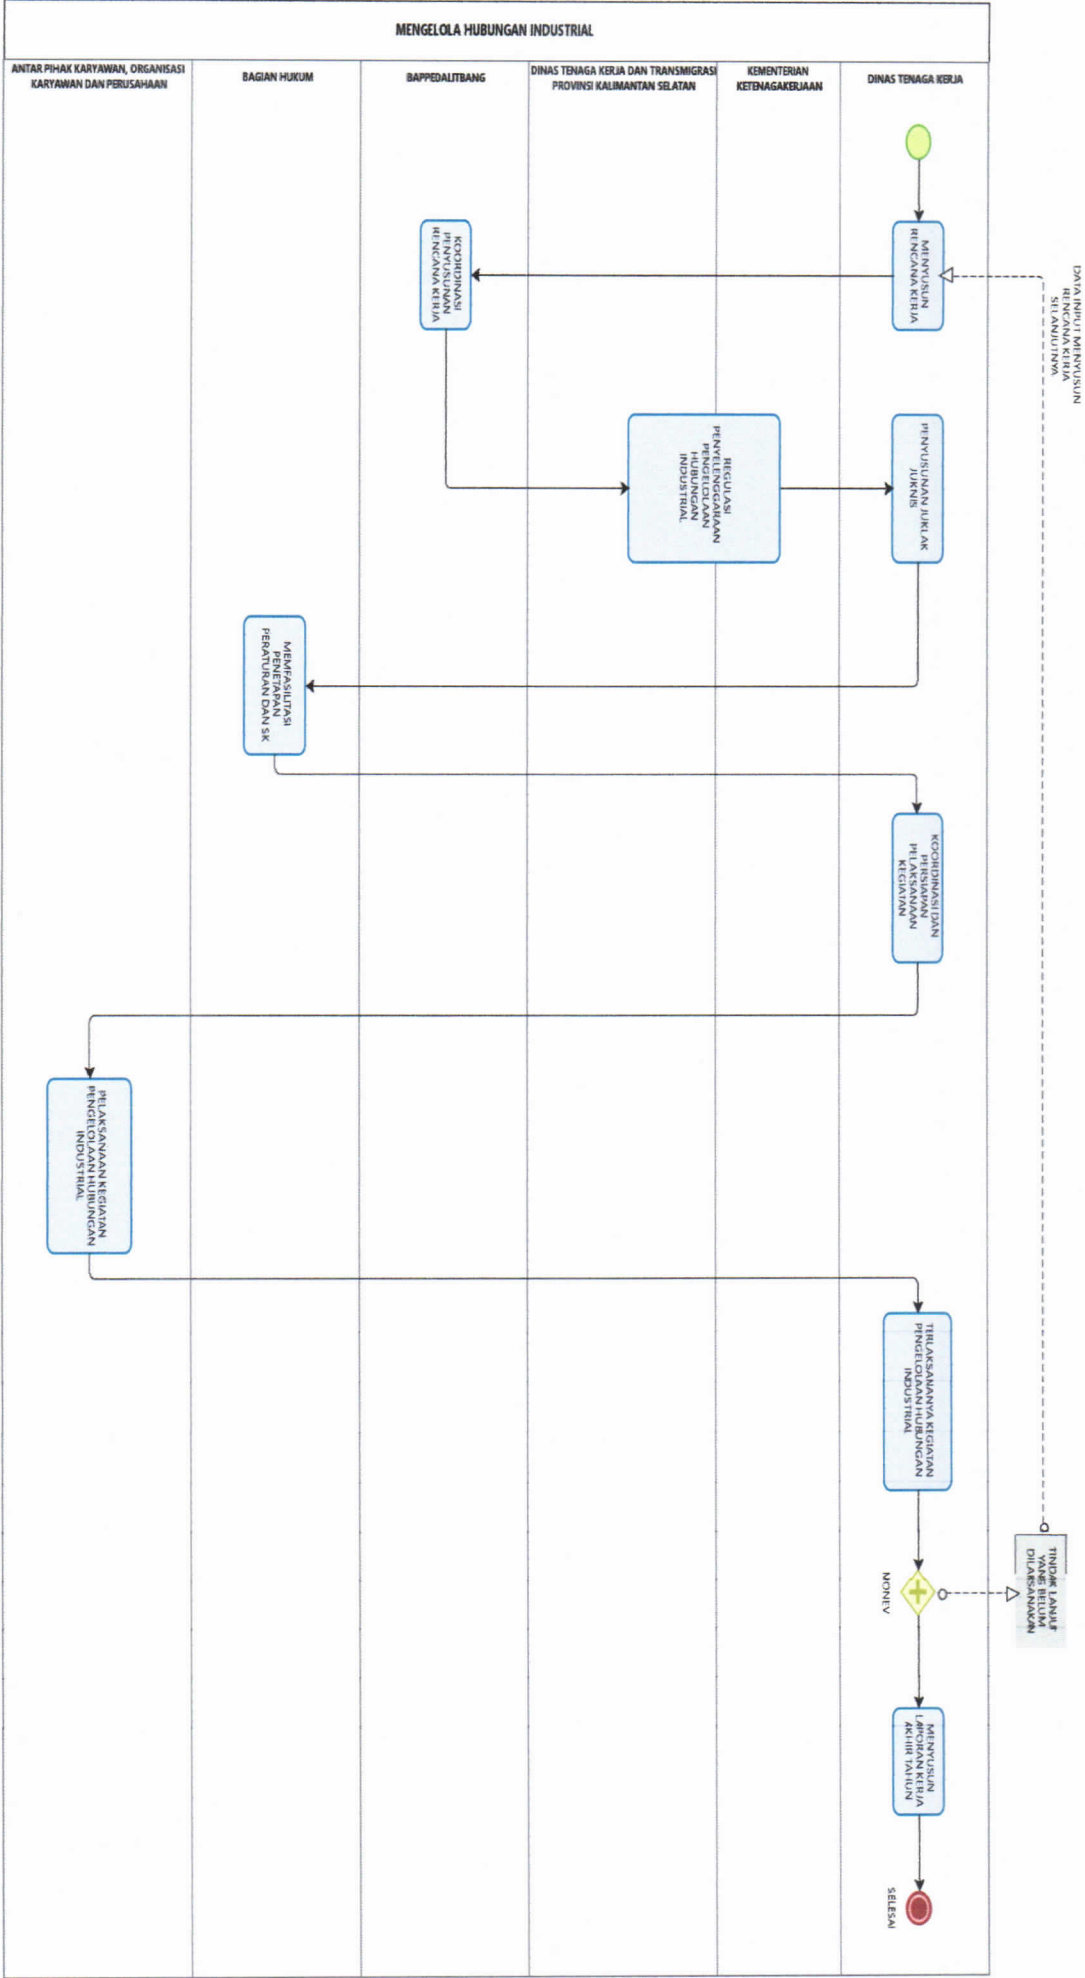 MENGELOLA HUBUNGAN INDUSTRIAL
ANTAR PIHAK KARYAWAN, ORGANISASI
KARYAWAN DAN PERUSAHAAN
BAGIAN HUKUM
BAPPEDALITBANG
DINAS TENAGA KERJA DAN TRANSMIGRASI
PROVINSI KALIMANTAN SELATAN
KEMENTERIAN
KETENAGAKERJAAN
DINAS TENAGA KERJA
DATA INPUT MENYUSUN
RENCANA KERJA
SELANJUTNYA
MENYUSUN
RENCANA KERJA
KOORDINASI
PENYUSUNAN
RENCANA KERJA
REGULASI
PENYELENGGARAAN
PENGELOLAAN
HUBUNGAN
INDUSTRIAL
PENYUSUNAN JUKLAK
JUKNIS
MEMFASILITASI
PENETAPAN
PERATURAN DAN SK
KOORDINASI DAN
PERSIAPAN
PELAKSANAAN
KEGIATAN
PELAKSANAAN KEGIATAN
PENGELOLAAN HUBUNGAN
INDUSTRIAL
TERLAKSANANYA KEGIATAN
PENGELOLAAN HUBUNGAN
INDUSTRIAL
MONEV
TINDAK LANJUT
YANG BELUM
DILAKSANAKAN
MENYUSUN
LAPORAN KERJA
AKHIR TAHUN
SELESAI